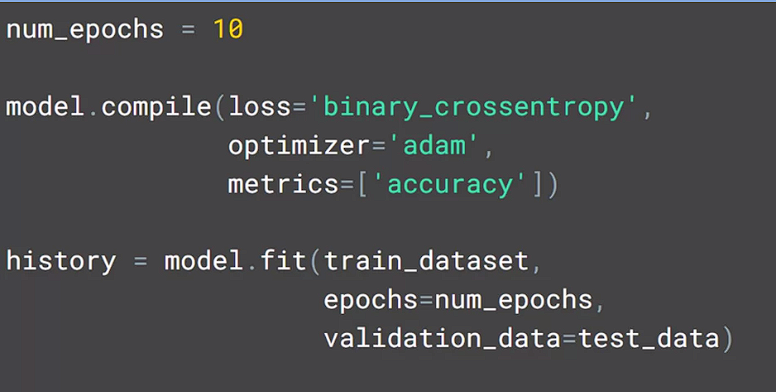 num_epochs = 10
model.compile(loss='binary_crossentropy',
optimizer='adam',
metrics=['accuracy'])
history = model.fit(train_dataset,
epochs=num_epochs,
validation_data=test_data)